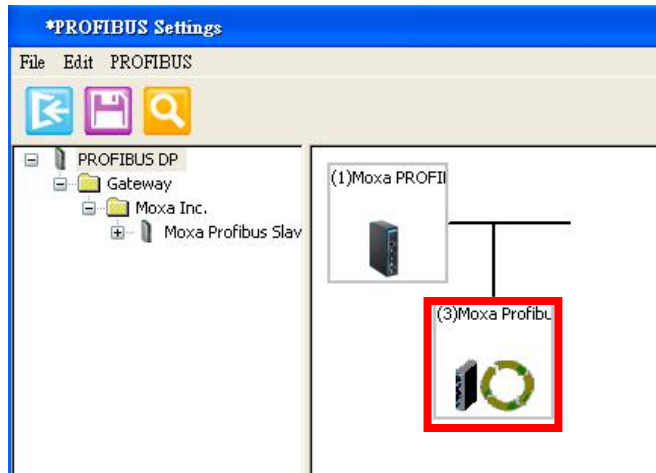 *PROFIBUS Settings
File Edit PROFIBUS
PROFIBUS DP
Gateway
Moxa Inc.
Moxa Profibus Slav
(1)Moxa PROFII
(3)Moxa Profibu